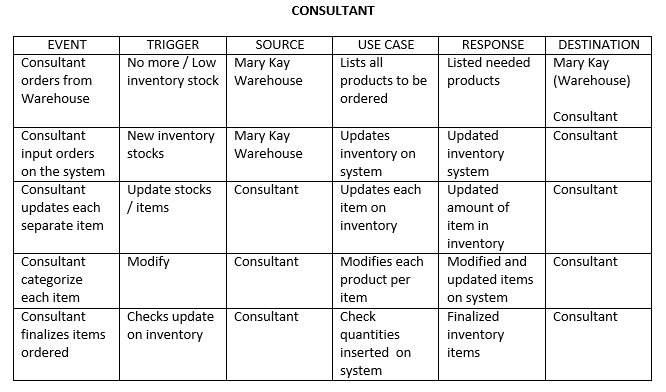 CONSULTANT
EVENT TRIGGER SOURCE USE CASE RESPONSE DESTINATION
Consultant orders from Warehouse No more / Low inventory stock Mary Kay Warehouse Lists all products to be ordered Listed needed products Mary Kay (Warehouse) Consultant
Consultant input orders on the system New inventory stocks Mary Kay Warehouse Updates inventory on system Updated inventory system Consultant
Consultant updates each separate item Update stocks / items Consultant Updates each item on inventory Updated amount of item in inventory Consultant
Consultant categorize each item Modify Consultant Modifies each product per item Modified and updated items on system Consultant
Consultant finalizes items ordered Checks update on inventory Consultant Check quantities inserted on system Finalized inventory items Consultant